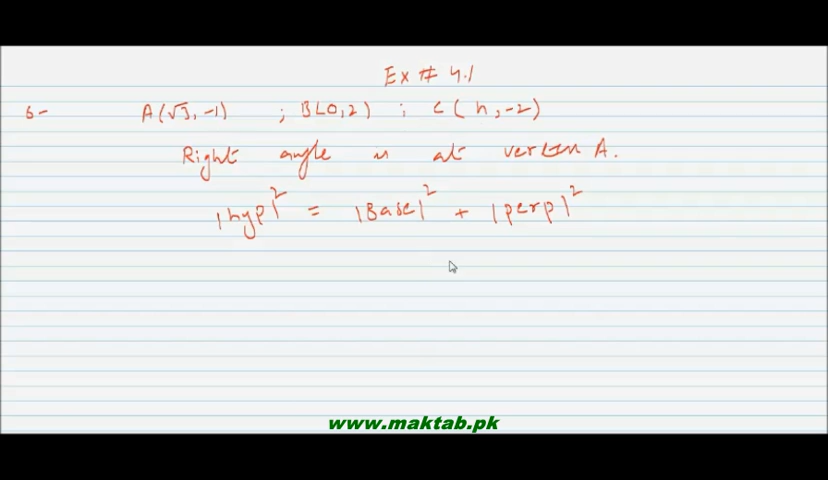 Ex # 4.1
6- A(√3, -1) ; B(0, 2) ; C( h, -2)
Right angle is at vertex A.
|hyp|² = |Base|² + |perp|²
www.maktab.pk